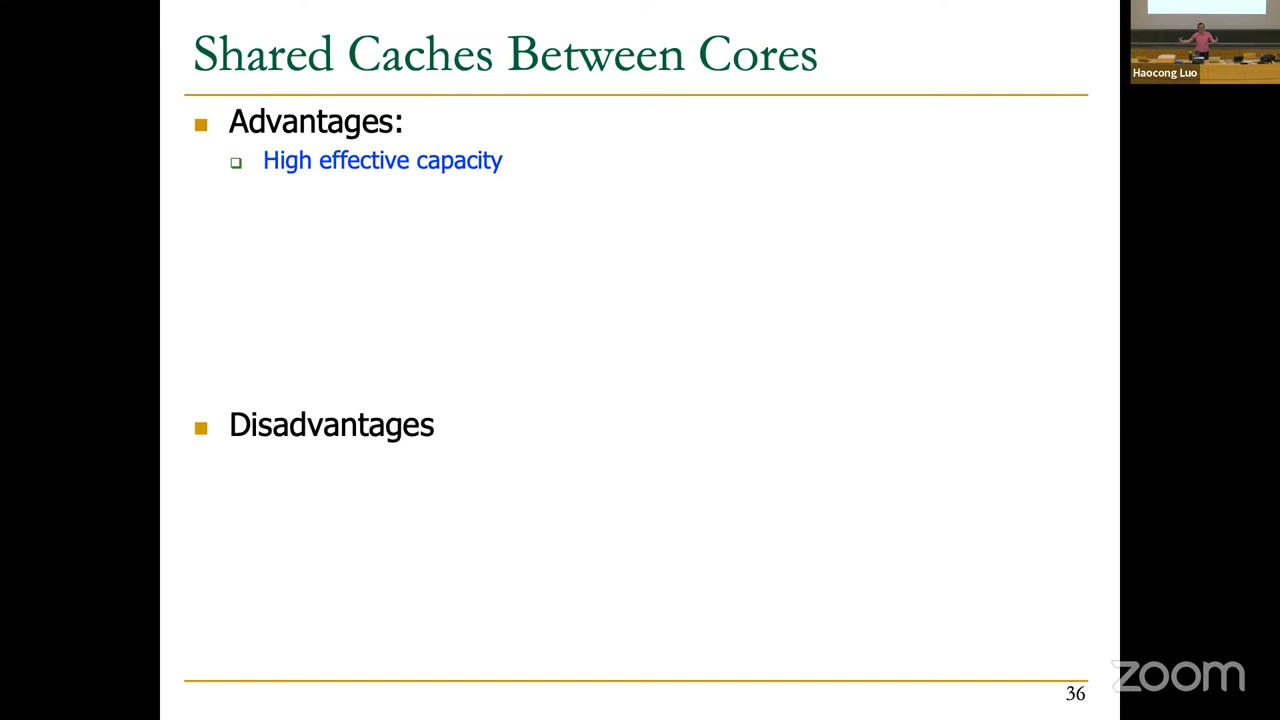 Shared Caches Between Cores
Advantages:
High effective capacity
Disadvantages
36
Haocong Luo
zoom